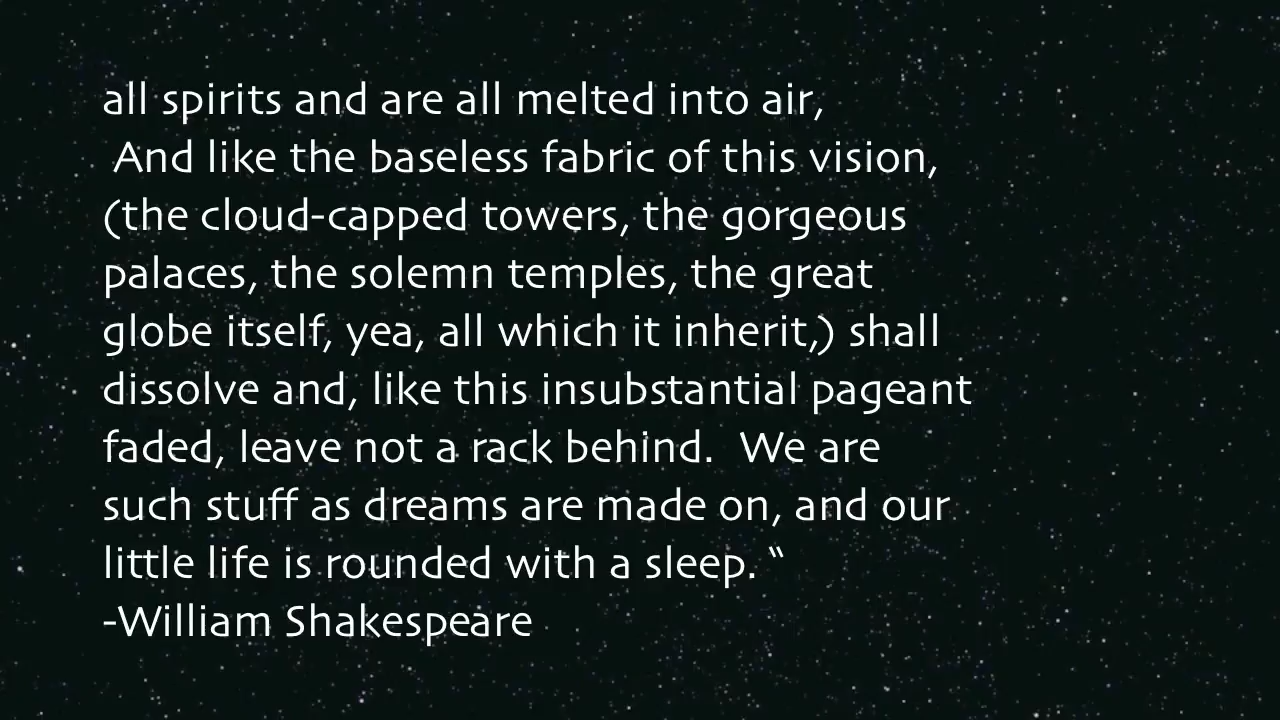 all spirits and are all melted into air,
And like the baseless fabric of this vision,
(the cloud-capped towers, the gorgeous
palaces, the solemn temples, the great
globe itself, yea, all which it inherit,) shall
dissolve and, like this insubstantial pageant
faded, leave not a rack behind.  We are
such stuff as dreams are made on, and our
little life is rounded with a sleep. “
-William Shakespeare